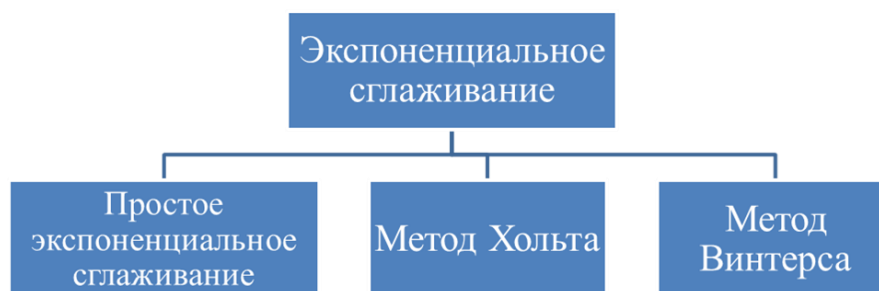 Экспоненциальное
сглаживание
Простое
экспоненциальное
сглаживание
Метод Хольта
Метод
Винтерса